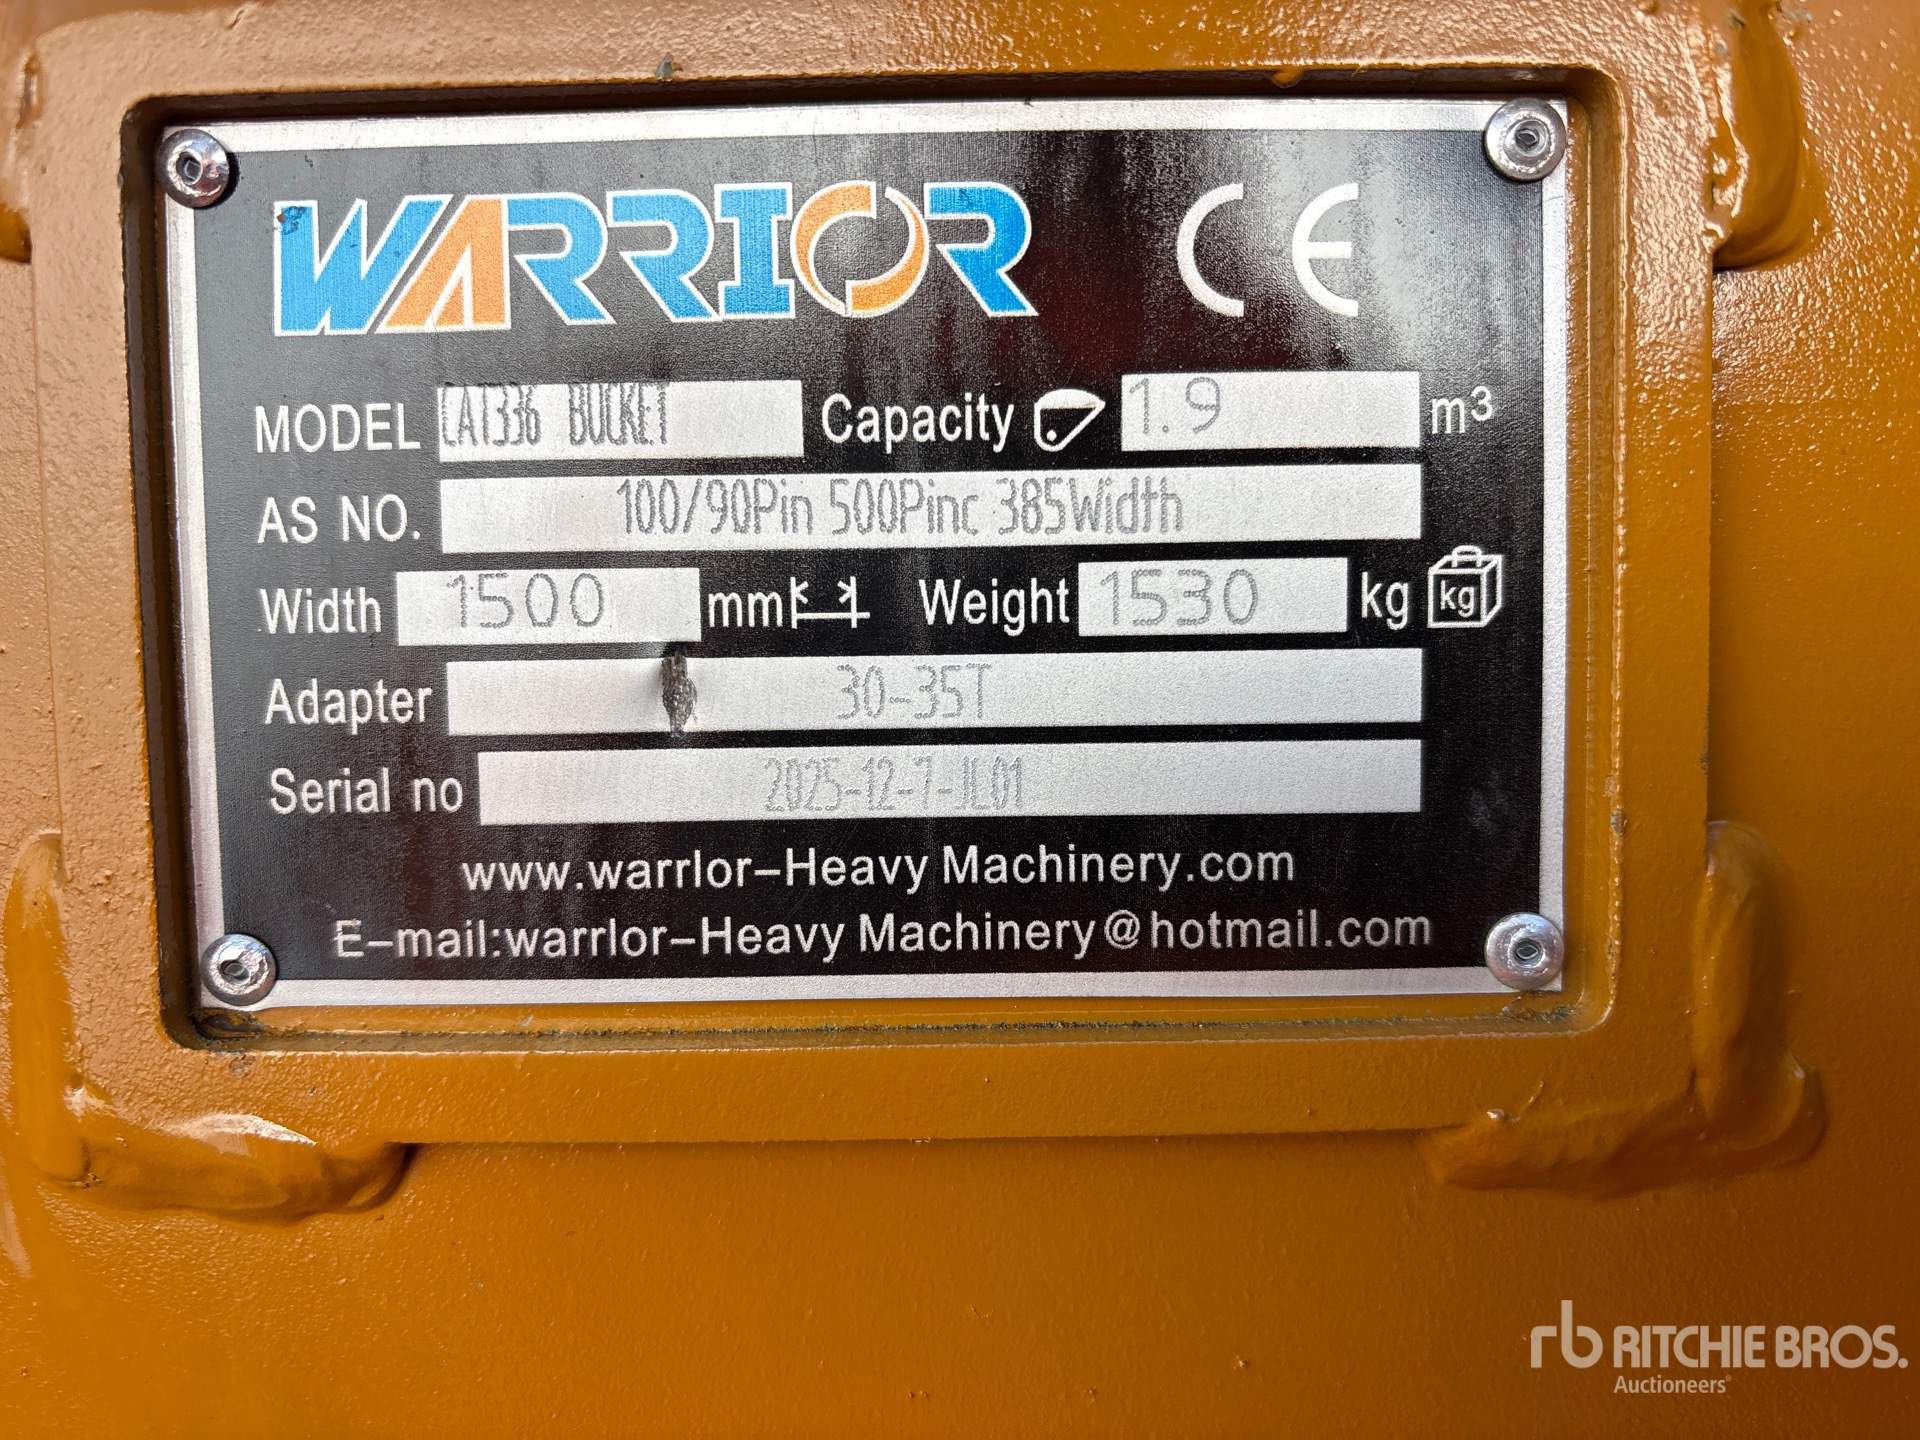 WARRIOR CE
MODEL CAT336 BUCKET Capacity 1.9 m³
AS NO. 100/90Pin 500Pinc 385Width
Width 1500 mm Weight 1530 kg kg
Adapter 30-35T
Serial no 2025-12-7-JL01
www.warrlor-Heavy Machinery.com
E-mail:warrlor-Heavy Machinery@hotmail.com
rb RITCHIE BROS.
Auctioneers